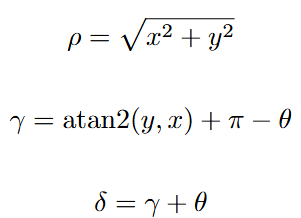 ρ = √(x² + y²)
γ = atan2(y, x) + π − θ
δ = γ + θ